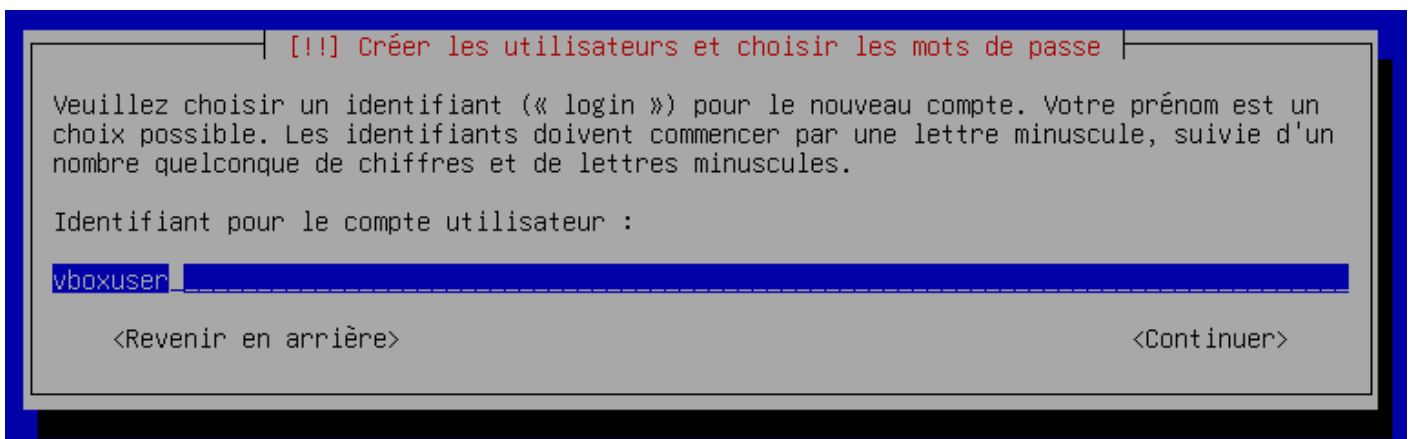 [!!] Créer les utilisateurs et choisir les mots de passe
Veuillez choisir un identifiant (« login ») pour le nouveau compte. Votre prénom est un
choix possible. Les identifiants doivent commencer par une lettre minuscule, suivie d'un
nombre quelconque de chiffres et de lettres minuscules.
Identifiant pour le compte utilisateur :
vboxuser
<Revenir en arrière> <Continuer>